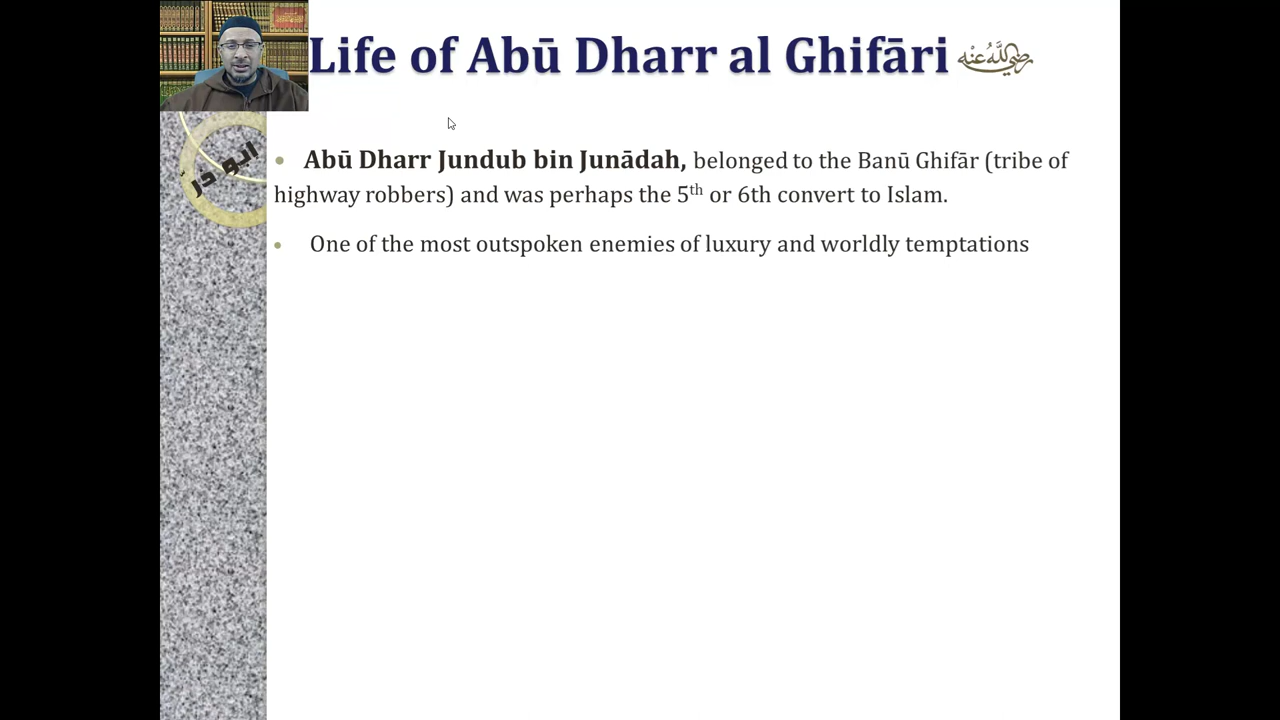 Life of Abū Dharr al Ghifāri رضي الله عنه
ابو ذر
• Abū Dharr Jundub bin Junādah, belonged to the Banū Ghifār (tribe of
highway robbers) and was perhaps the 5th or 6th convert to Islam.
• One of the most outspoken enemies of luxury and worldly temptations